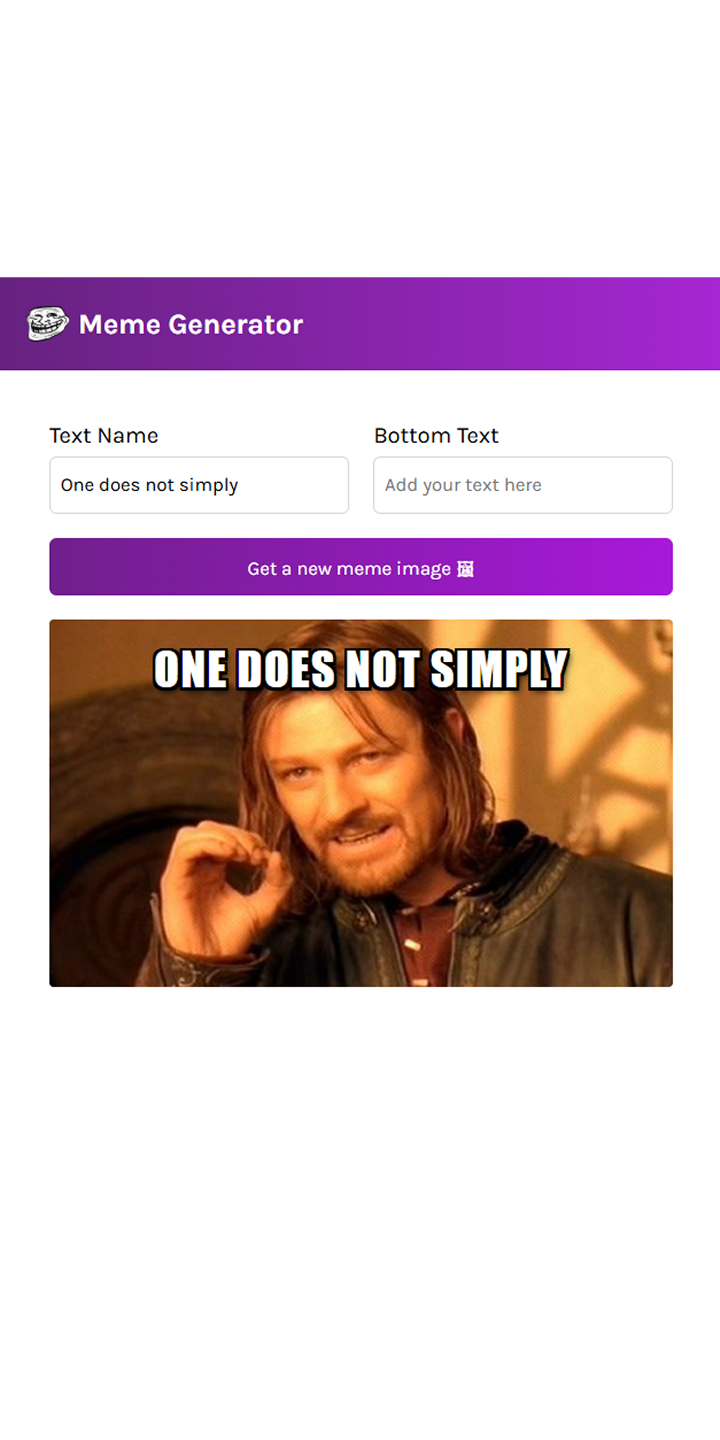 Meme Generator
Text Name
Bottom Text
One does not simply
Add your text here
Get a new meme image 🖼
ONE DOES NOT SIMPLY